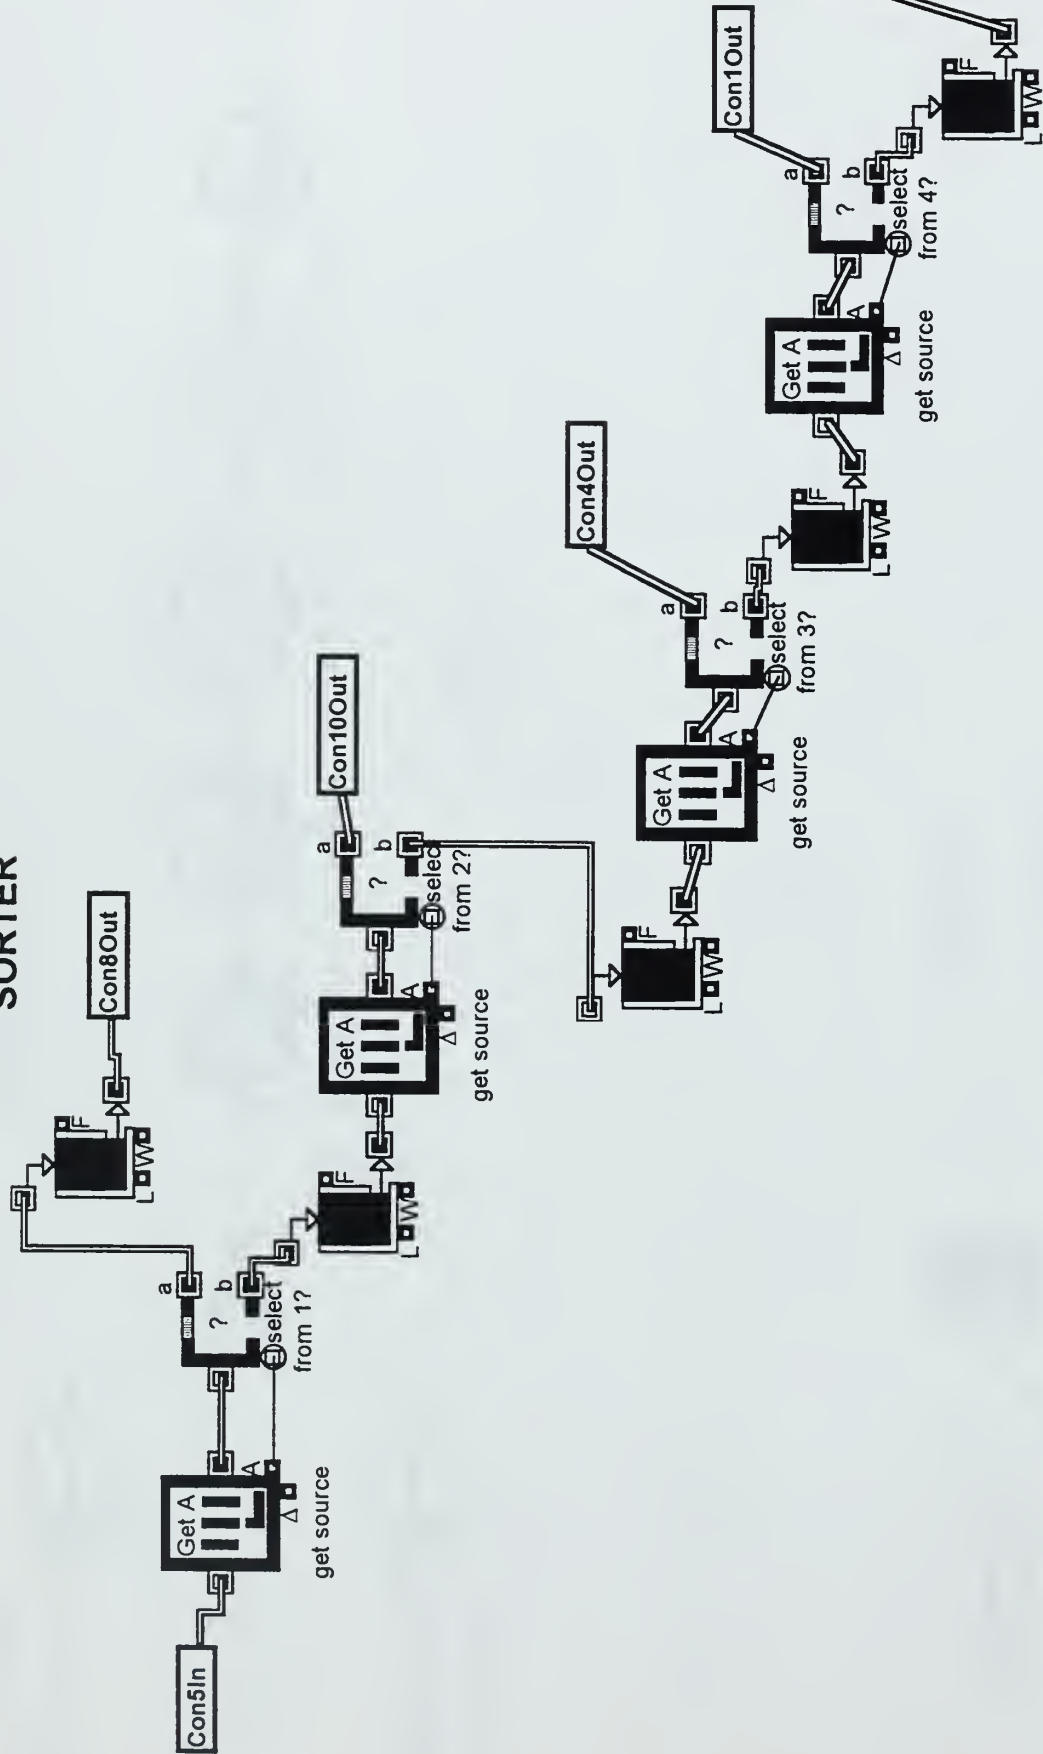 SORTER
Con5In
Get A
A
Δ
get source
a
b
?
select
from 1?
F
L
W
Con8Out
F
L
W
Get A
A
Δ
get source
a
b
?
selec
from 2?
Con10Out
F
L
W
Get A
A
Δ
get source
a
b
?
select
from 3?
Con4Out
F
L
W
Get A
A
Δ
get source
a
b
?
select
from 4?
Con1Out
F
L
W